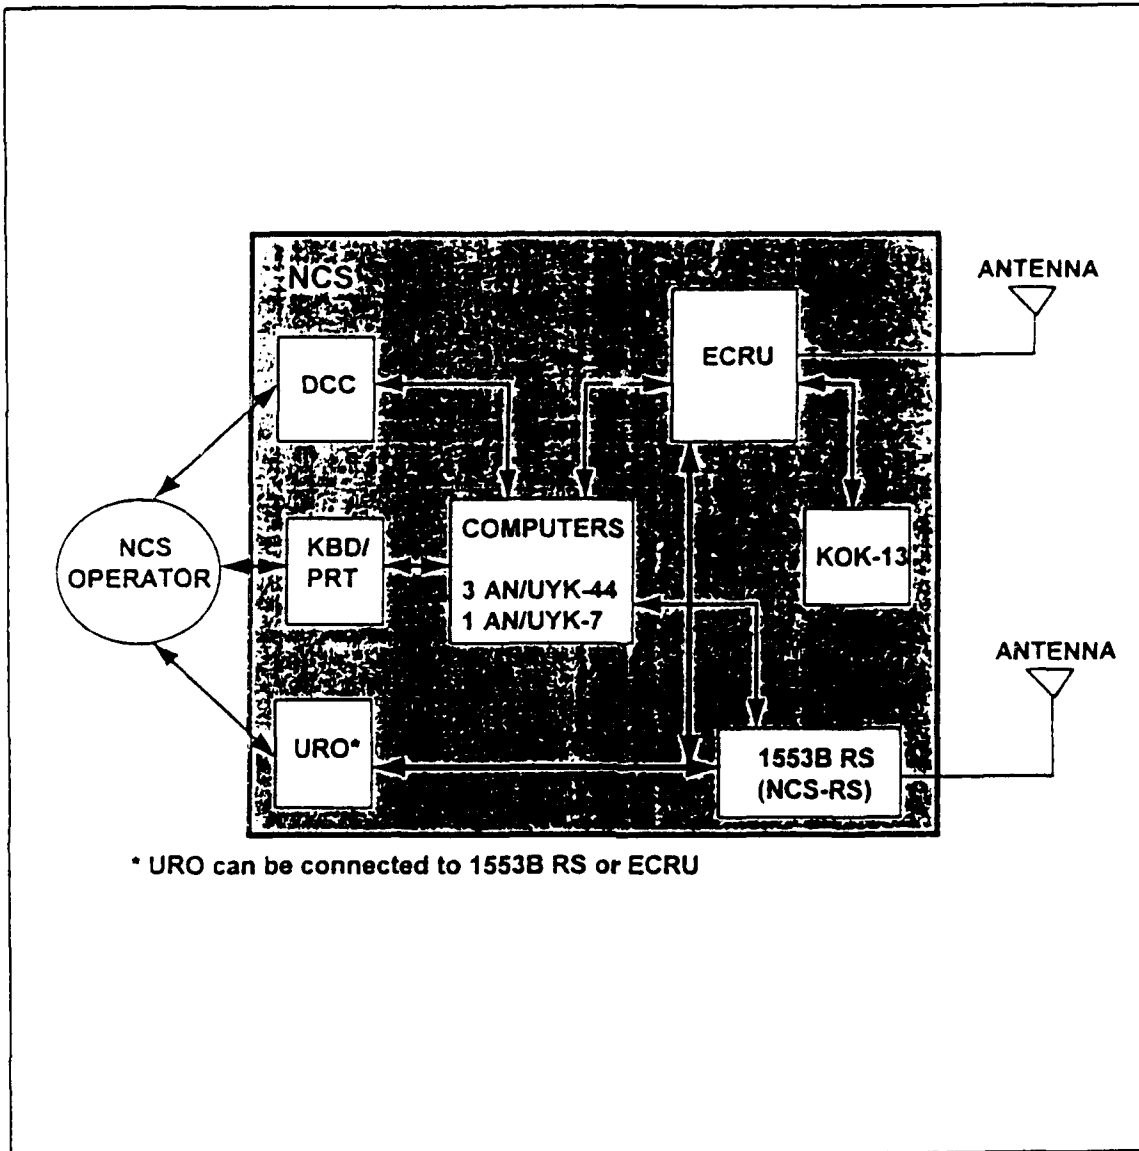 NCS
ANTENNA
ECRU
DCC
COMPUTERS
3 AN/UYK-44
1 AN/UYK-7
KBD/
PRT
NCS
OPERATOR
KOK-13
ANTENNA
URO*
1553B RS
(NCS-RS)
* URO can be connected to 1553B RS or ECRU